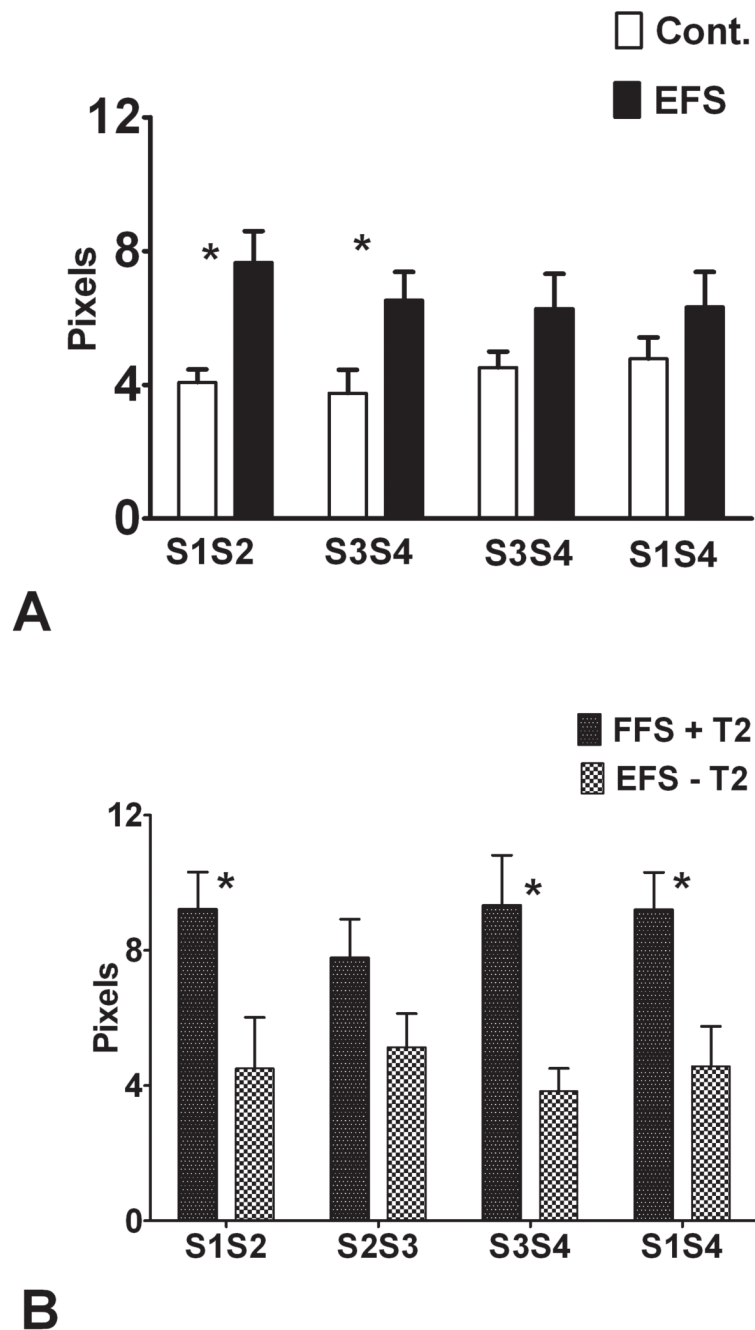 Cont.
EFS
12
8
4
0
Pixels
* *
S1S2 S3S4 S3S4 S1S4
A
FFS + T2
EFS - T2
12
8
4
0
Pixels
* * *
S1S2 S2S3 S3S4 S1S4
B